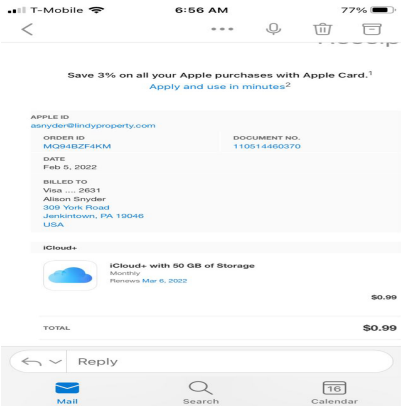 T-Mobile 6:56 AM 77%
Save 3% on all your Apple purchases with Apple Card.1
Apply and use in minutes2
APPLE ID
asnyder@lindyproperty.com
ORDER ID
MQ94BZF4KM
DOCUMENT NO.
110514460370
DATE
Feb 5, 2022
BILLED TO
Visa .... 2631
Alison Snyder
309 York Road
Jenkintown, PA 19046
USA
iCloud+
iCloud+ with 50 GB of Storage
Monthly
Renews Mar 6, 2022
$0.99
TOTAL $0.99
Reply
16
Mail Search Calendar